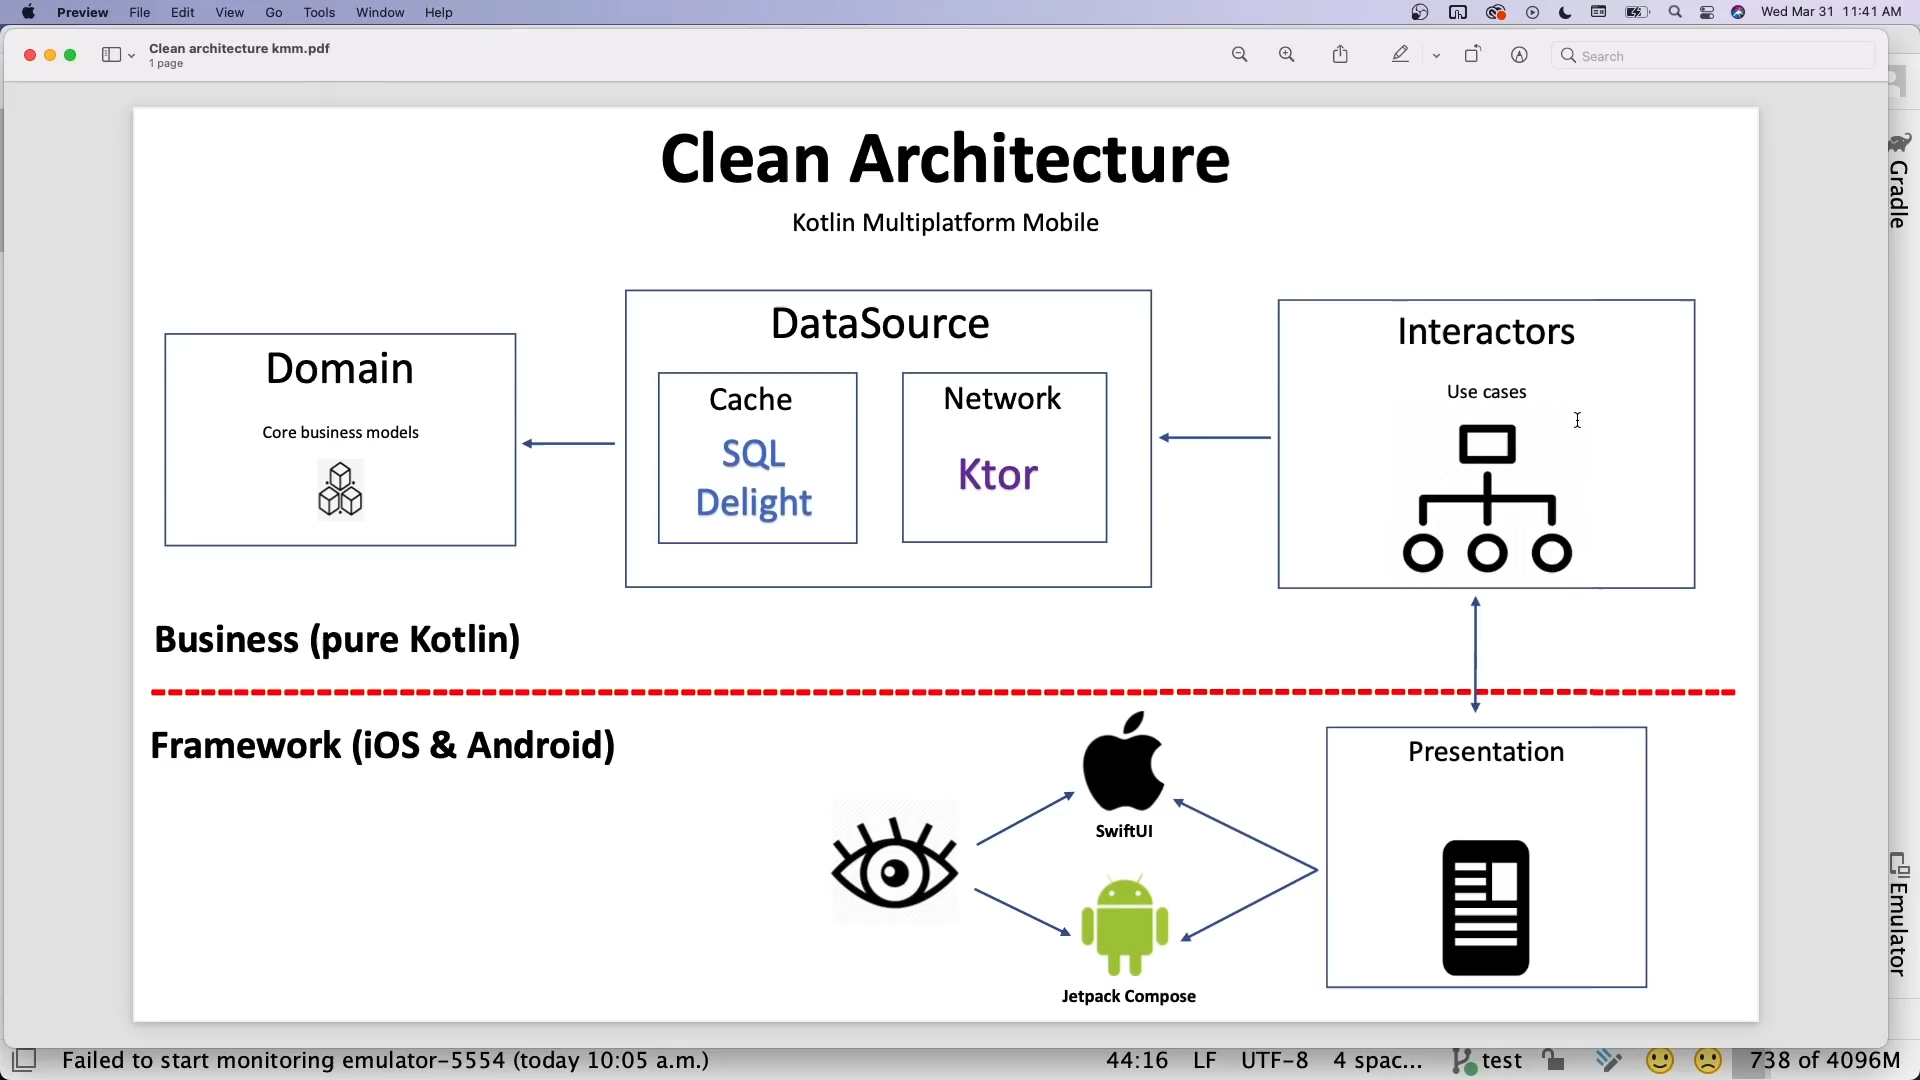 Preview File Edit View Go Tools Window Help Wed Mar 31 11:41 AM
Clean architecture kmm.pdf
1 page
Search
Clean Architecture
Kotlin Multiplatform Mobile
Domain
Core business models
DataSource
Cache
SQL
Delight
Network
Ktor
Interactors
Use cases
Business (pure Kotlin)
Framework (iOS & Android)
SwiftUI
Jetpack Compose
Presentation
Gradle
Emulator
Failed to start monitoring emulator-5554 (today 10:05 a.m.) 44:16 LF UTF-8 4 spac... test 738 of 4096M